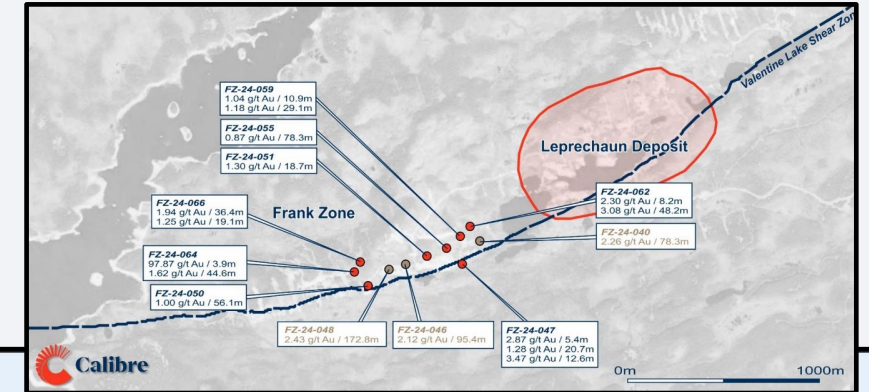 Valentine Lake Shear Zon
FZ-24-059
1.04 g/t Au / 10.9m
1.18 g/t Au / 29.1m
FZ-24-055
0.87 g/t Au / 78.3m
FZ-24-051
1.30 g/t Au / 18.7m
Leprechaun Deposit
FZ-24-066
1.94 g/t Au / 36.4m
1.25 g/t Au / 19.1m
Frank Zone
FZ-24-062
2.30 g/t Au / 8.2m
3.08 g/t Au / 48.2m
FZ-24-040
2.26 g/t Au / 78.3m
FZ-24-064
97.87 g/t Au / 3.9m
1.62 g/t Au / 44.6m
FZ-24-050
1.00 g/t Au / 56.1m
FZ-24-048
2.43 g/t Au / 172.8m
FZ-24-046
2.12 g/t Au / 95.4m
FZ-24-047
2.87 g/t Au / 5.4m
1.28 g/t Au / 20.7m
3.47 g/t Au / 12.6m
Calibre
0m 1000m